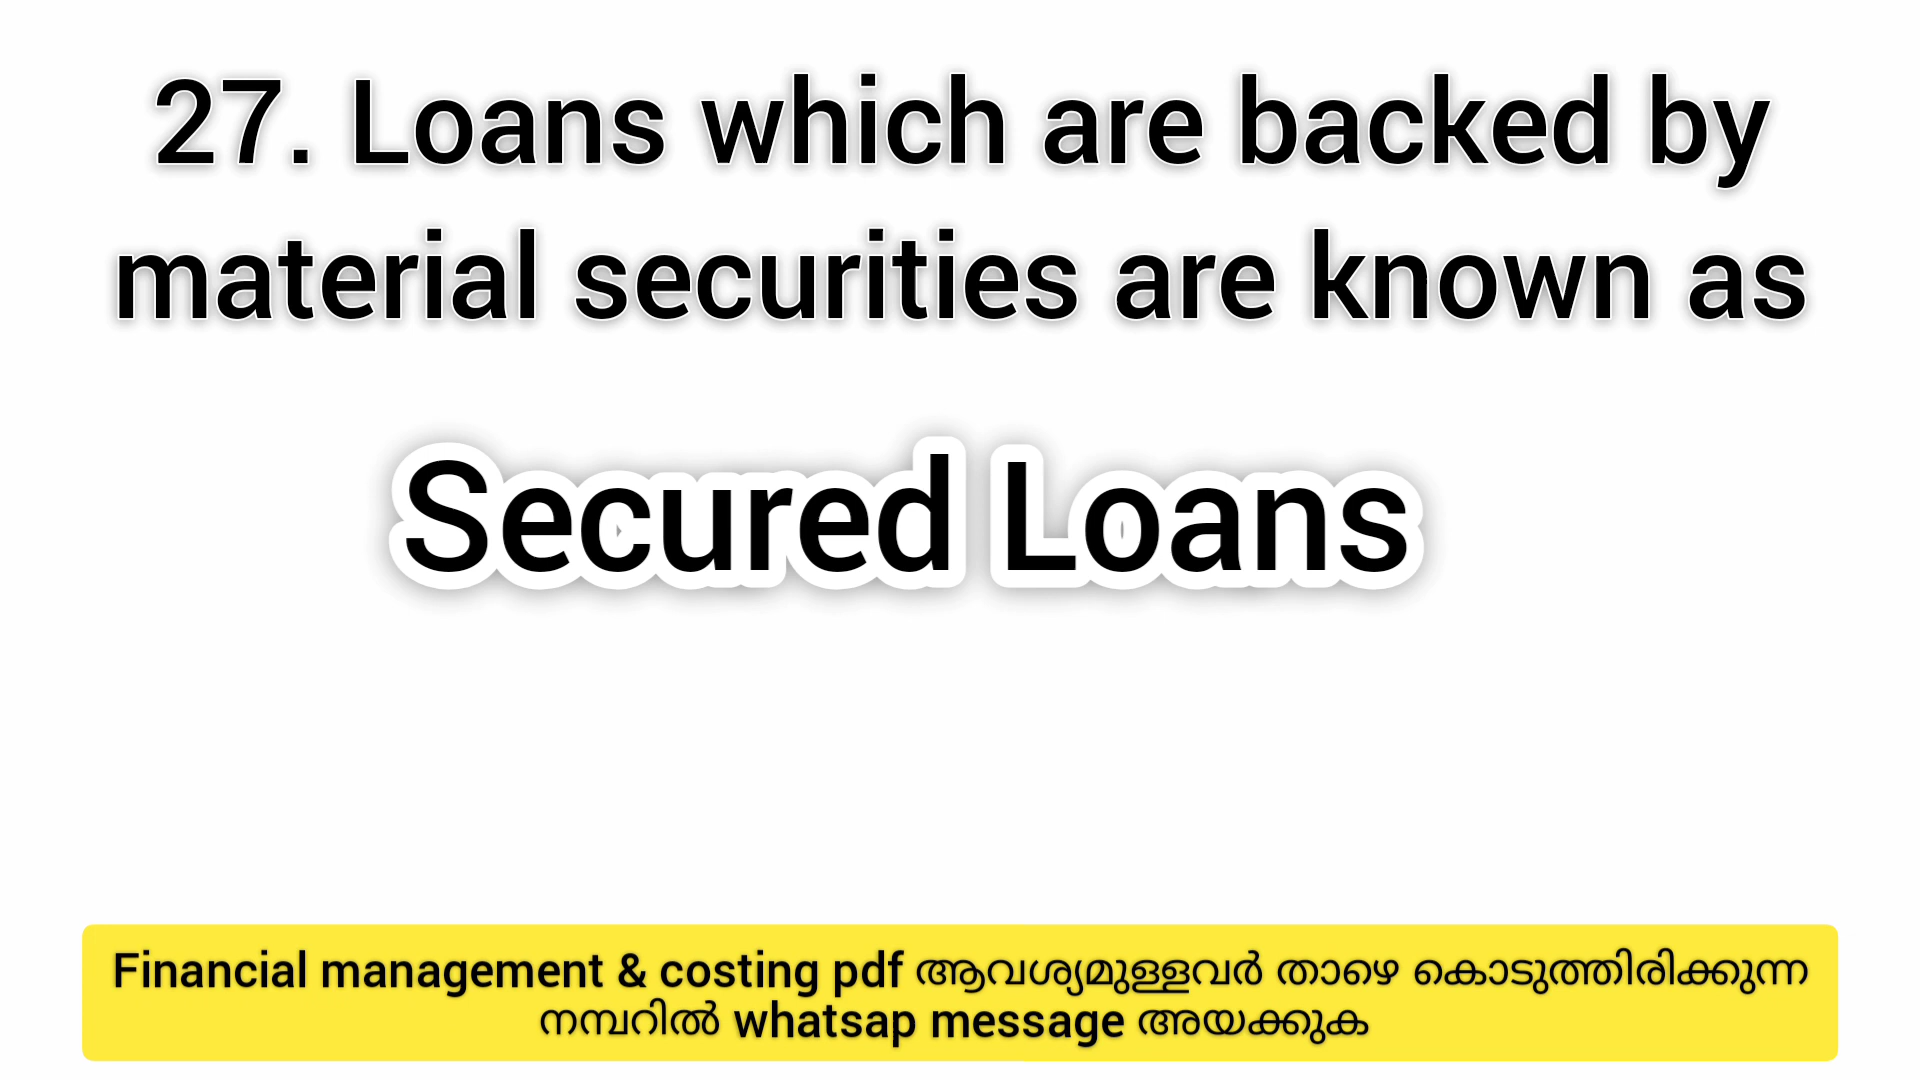 27. Loans which are backed by
material securities are known as
Secured Loans
Financial management & costing pdf ആവശ്യമുള്ളവർ താഴെ കൊടുത്തിരിക്കുന്ന
നമ്പറിൽ whatsap message അയക്കുക